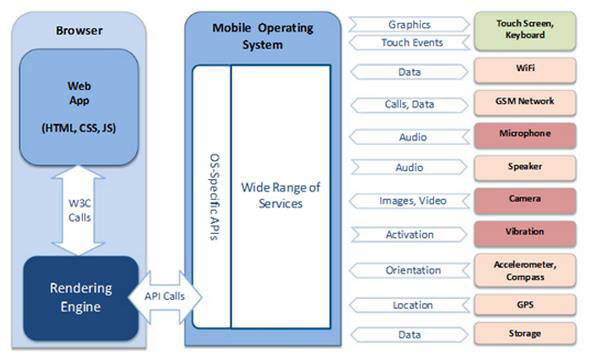 Browser
Web
App
(HTML, CSS, JS)
W3C
Calls
Rendering
Engine
API Calls
Mobile Operating
System
OS-Specific APIs
Wide Range of
Services
Graphics
Touch Events
Touch Screen,
Keyboard
Data
WiFi
Calls, Data
GSM Network
Audio
Microphone
Audio
Speaker
Images, Video
Camera
Activation
Vibration
Orientation
Accelerometer,
Compass
Location
GPS
Data
Storage